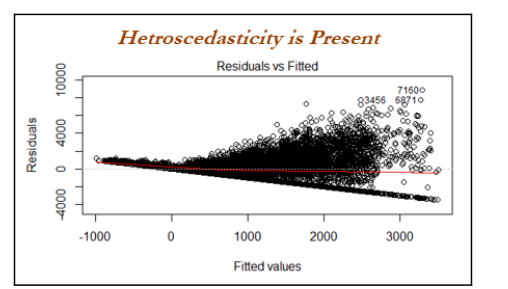 Hetroscedasticity is Present
Residuals vs Fitted
7160
3456 6871
Residuals
10000
4000
0
-4000
-1000 0 1000 2000 3000
Fitted values